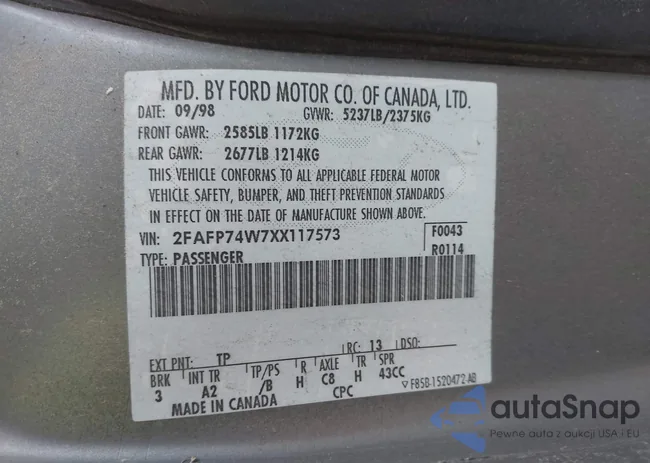 MFD. BY FORD MOTOR CO. OF CANADA, LTD.
DATE: 09/98 GVWR: 5237LB/2375KG
FRONT GAWR: 2585LB 1172KG
REAR GAWR: 2677LB 1214KG
THIS VEHICLE CONFORMS TO ALL APPLICABLE FEDERAL MOTOR
VEHICLE SAFETY, BUMPER, AND THEFT PREVENTION STANDARDS
IN EFFECT ON THE DATE OF MANUFACTURE SHOWN ABOVE.
VIN: 2FAFP74W7XX117573 F0043
TYPE: PASSENGER R0114
EXT PNT: TP RC: 13 DSO:
BRK INT TR TP/PS R AXLE TR SPR
3 A2 /B H C8 H 43CC
MADE IN CANADA CPC ▽ F85B-1520472-AB
autaSnap
Pewne auto z aukcji USA i EU